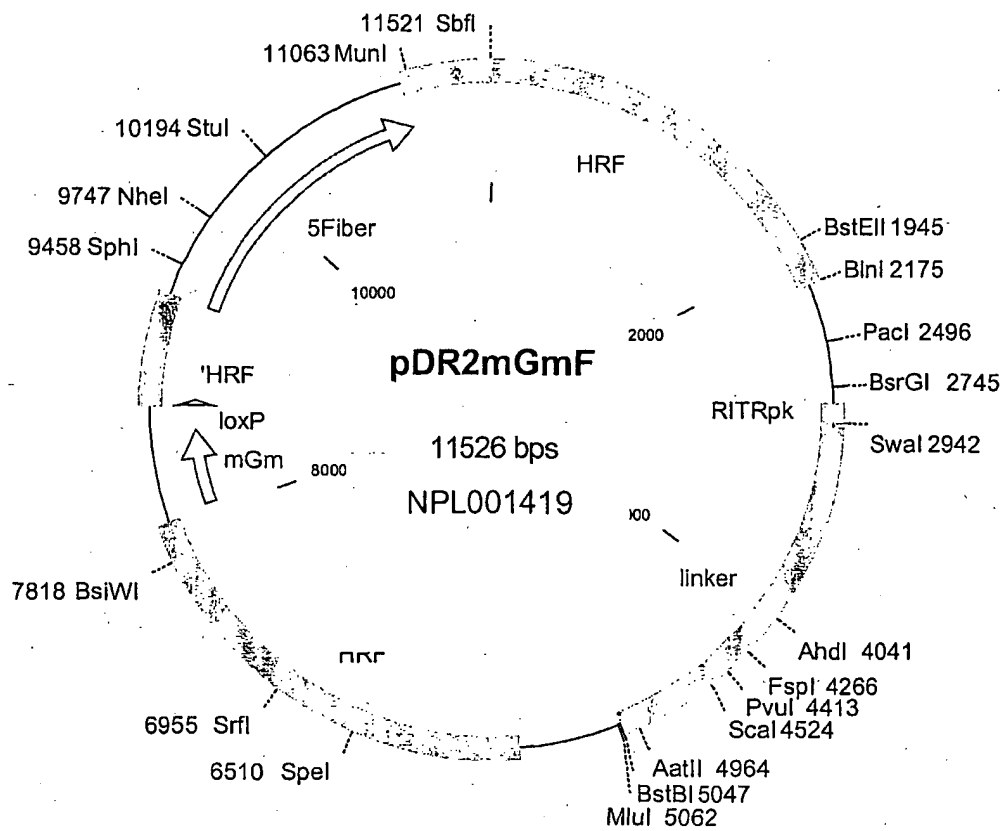 11521 SbfI
11063 MunI
10194 StuI
9747 NheI
9458 SphI
HRF
5Fiber
BstEII 1945
BlnI 2175
10000
2000
PacI 2496
pDR2mGmF
BsrGI 2745
'HRF
RITRpk
loxP
SwaI 2942
11526 bps
mGm
8000
NPL001419
linker
7818 BsiWI
AhdI 4041
FspI 4266
PvuI 4413
ScaI 4524
6955 SrfI
6510 SpeI
AatII 4964
BstBI 5047
MluI 5062